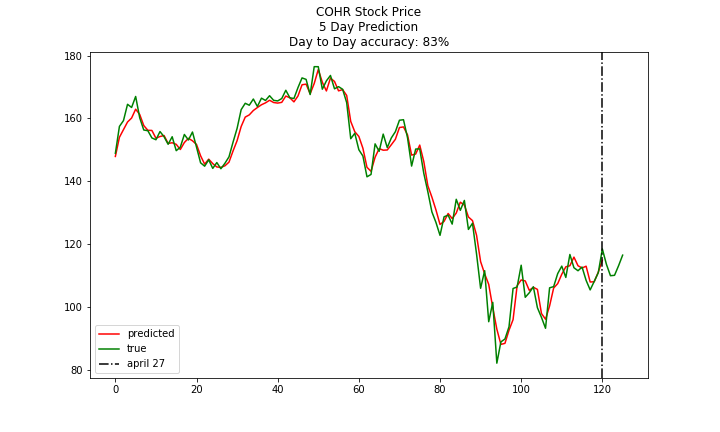 COHR Stock Price
5 Day Prediction
Day to Day accuracy: 83%
180
160
140
120
100
80
0
20
40
60
80
100
120
predicted
true
april 27